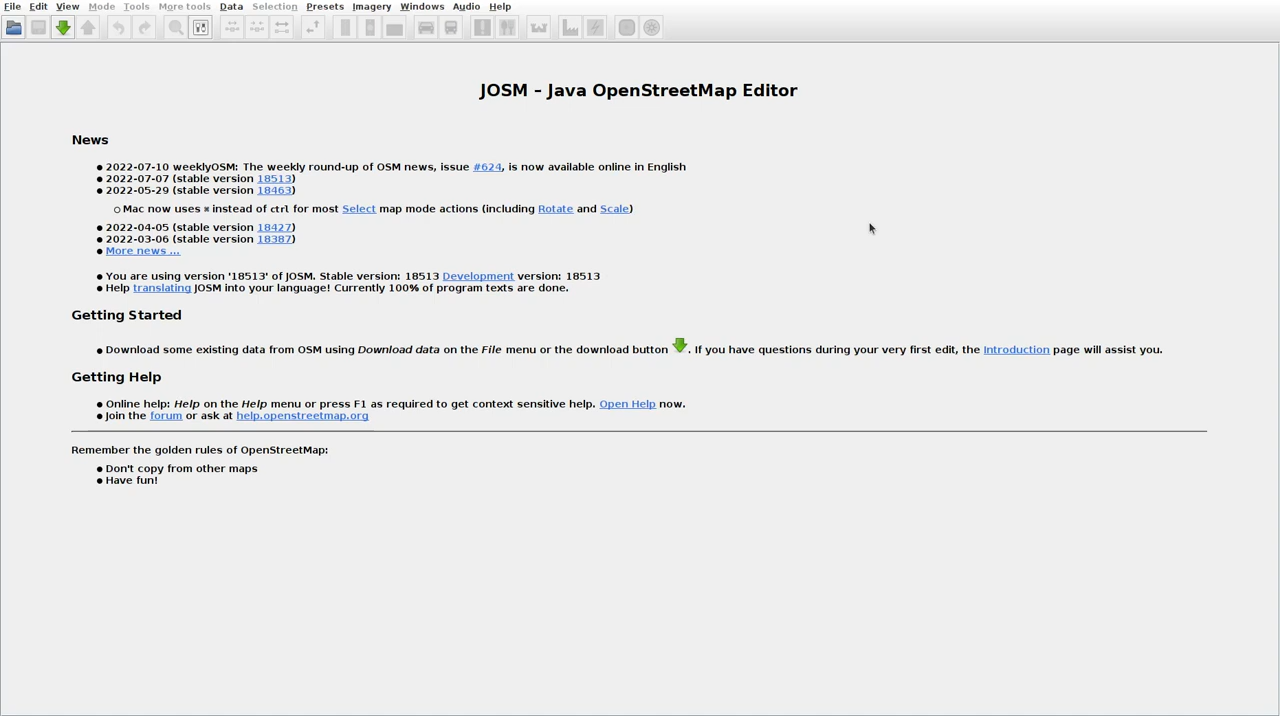 File Edit View Mode Tools More tools Data Selection Presets Imagery Windows Audio Help
JOSM – Java OpenStreetMap Editor
News
2022-07-10 weeklyOSM: The weekly round-up of OSM news, issue #624, is now available online in English
2022-07-07 (stable version 18513)
2022-05-29 (stable version 18463)
Mac now uses ⌘ instead of ctrl for most Select map mode actions (including Rotate and Scale)
2022-04-05 (stable version 18427)
2022-03-06 (stable version 18387)
More news ...
You are using version '18513' of JOSM. Stable version: 18513 Development version: 18513
Help translating JOSM into your language! Currently 100% of program texts are done.
Getting Started
Download some existing data from OSM using Download data on the File menu or the download button . If you have questions during your very first edit, the Introduction page will assist you.
Getting Help
Online help: Help on the Help menu or press F1 as required to get context sensitive help. Open Help now.
Join the forum or ask at help.openstreetmap.org
Remember the golden rules of OpenStreetMap:
Don't copy from other maps
Have fun!